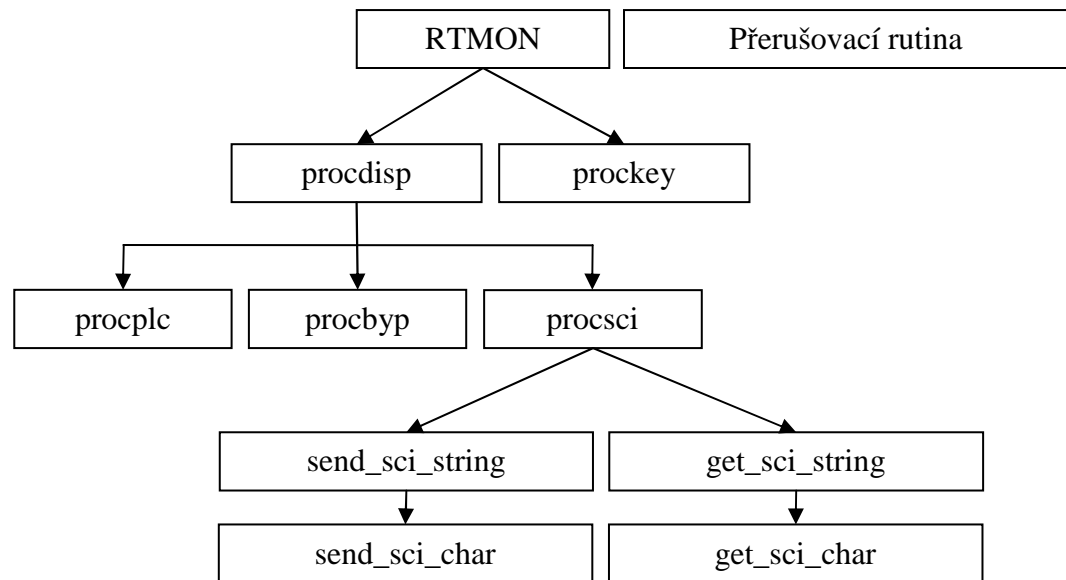 RTMON
Přerušovací rutina
procdisp
prockey
procplc
procbyp
procsci
send_sci_string
get_sci_string
send_sci_char
get_sci_char